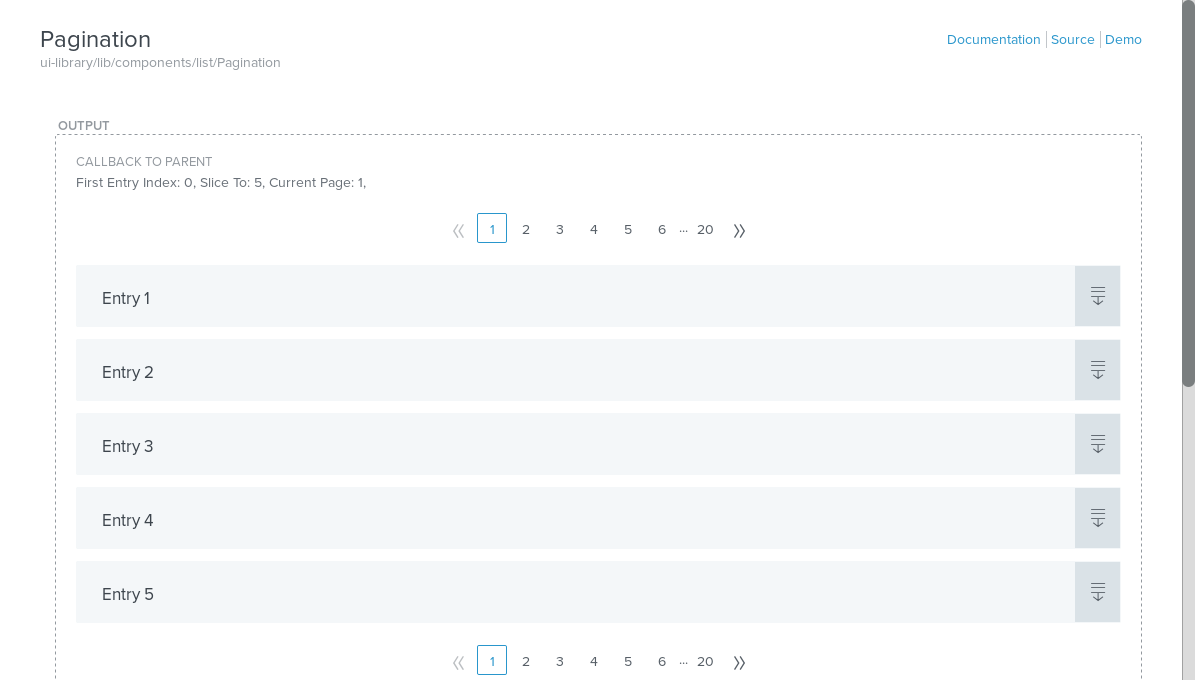 Pagination
Documentation Source Demo
ui-library/lib/components/list/Pagination
OUTPUT
CALLBACK TO PARENT
First Entry Index: 0, Slice To: 5, Current Page: 1,
1 2 3 4 5 6 ... 20
Entry 1
Entry 2
Entry 3
Entry 4
Entry 5
1 2 3 4 5 6 ... 20